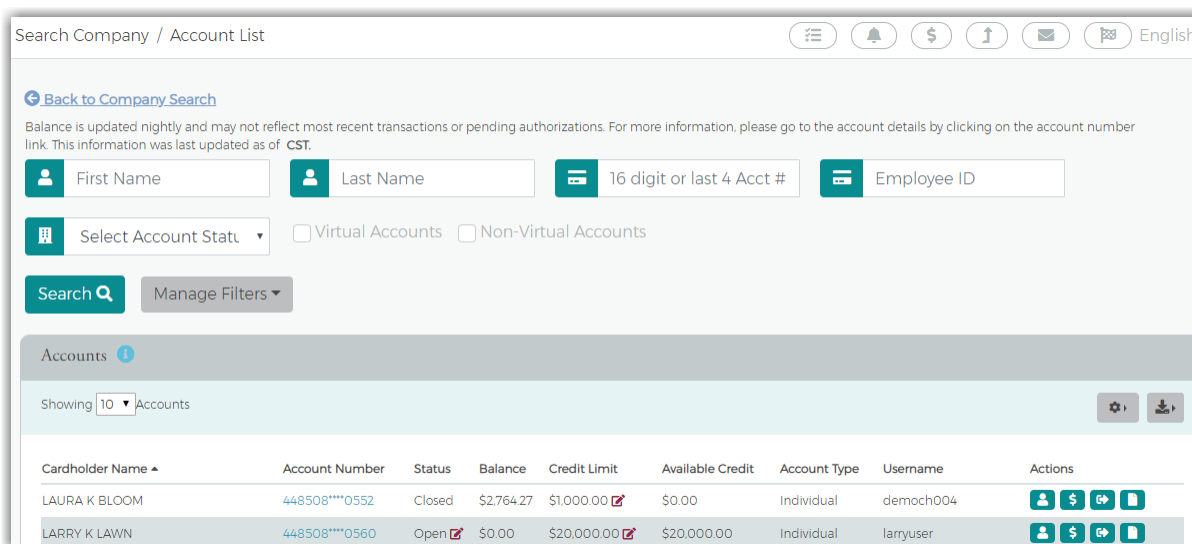 Search Company / Account List
English
Back to Company Search
Balance is updated nightly and may not reflect most recent transactions or pending authorizations. For more information, please go to the account details by clicking on the account number
link. This information was last updated as of CST.
First Name Last Name 16 digit or last 4 Acct # Employee ID
Select Account Statu Virtual Accounts Non-Virtual Accounts
Search Manage Filters
Accounts
Showing 10 Accounts
Cardholder Name Account Number Status Balance Credit Limit Available Credit Account Type Username Actions
LAURA K BLOOM 448508****0552 Closed $2,764.27 $1,000.00 $0.00 Individual democh004
LARRY K LAWN 448508****0560 Open $0.00 $20,000.00 $20,000.00 Individual larryuser